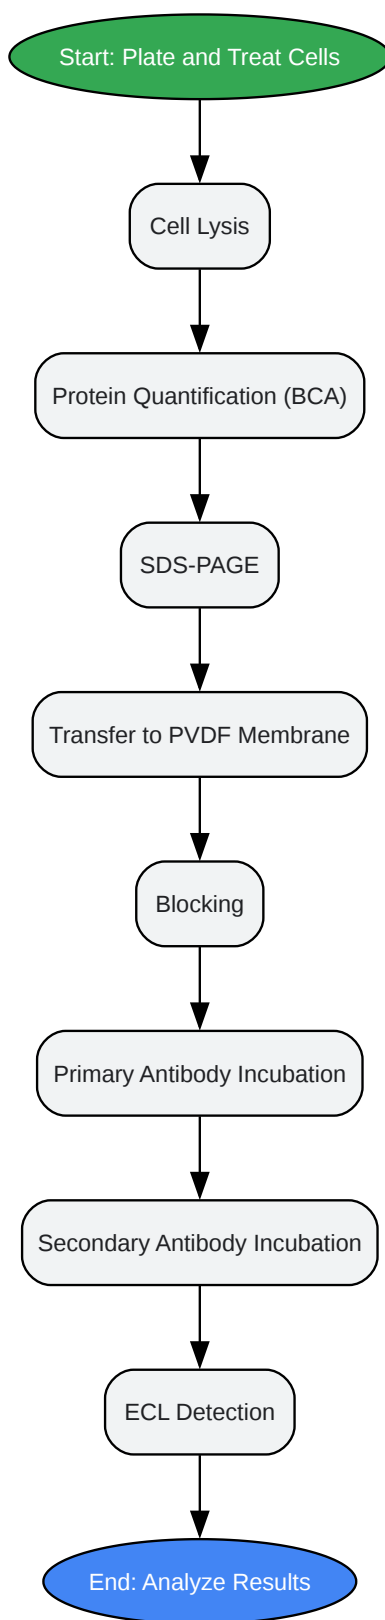 Start: Plate and Treat Cells
Cell Lysis
Protein Quantification (BCA)
SDS-PAGE
Transfer to PVDF Membrane
Blocking
Primary Antibody Incubation
Secondary Antibody Incubation
ECL Detection
End: Analyze Results